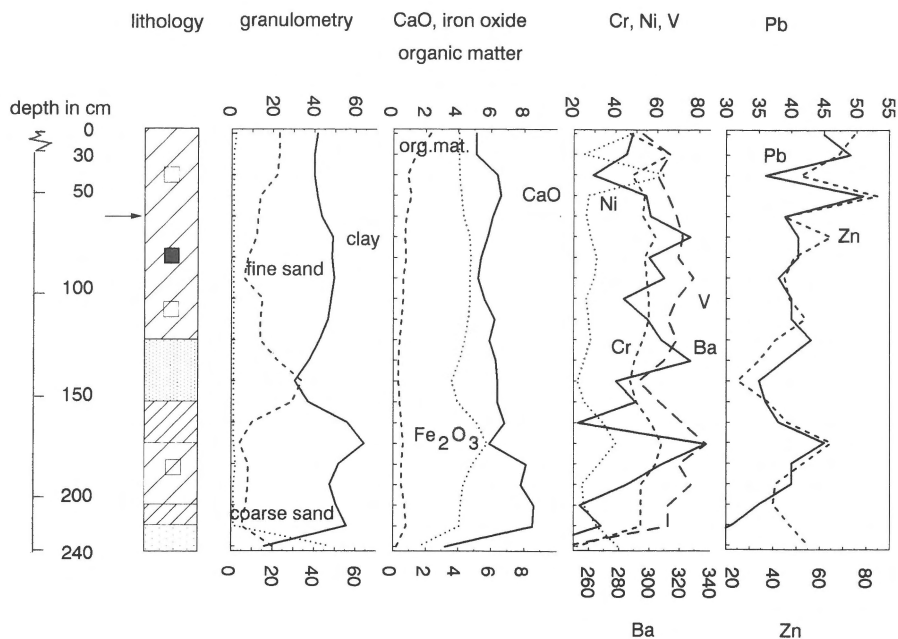 lithology granulometry CaO, iron oxide Cr, Ni, V Pb
organic matter
depth in cm 0 20 40 60 0 2 4 6 8 20 40 60 80 100 30 35 40 45 50 55
0
30
50
100
150
200
240
org.mat.
CaO
clay
fine sand
coarse sand
Fe2O3
Ni
V
Cr
Ba
Pb
Zn
0 20 40 60 0 2 4 6 8 260 280 300 320 340 20 40 60 80
Ba Zn